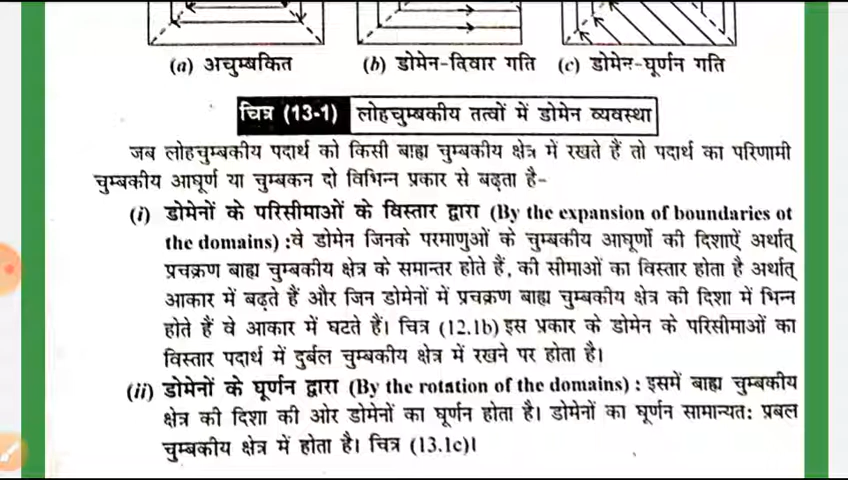 (a) अचुम्बकित (b) डोमेन-दिवार गति (c) डोमेन-घूर्णन गति
चित्र (13-1) लोहचुम्बकीय तत्वों में डोमेन व्यवस्था
जब लोहचुम्बकीय पदार्थ को किसी बाह्य चुम्बकीय क्षेत्र में रखते हैं तो पदार्थ का परिणामी
चुम्बकीय आघूर्ण या चुम्बकन दो विभिन्न प्रकार से बढ़ता है-
(i) डोमेनों के परिसीमाओं के विस्तार द्वारा (By the expansion of boundaries of
the domains) :वे डोमेन जिनके परमाणुओं के चुम्बकीय आघूर्णो की दिशाऐं अर्थात्
प्रचक्रण बाह्य चुम्बकीय क्षेत्र के समान्तर होते हैं, की सीमाओं का विस्तार होता है अर्थात्
आकार में बढ़ते हैं और जिन डोमेनों में प्रचक्रण बाह्य चुम्बकीय क्षेत्र की दिशा में भिन्न
होते हैं वे आकार में घटते हैं। चित्र (12.1b) इस प्रकार के डोमेन के परिसीमाओं का
विस्तार पदार्थ में दुर्बल चुम्बकीय क्षेत्र में रखने पर होता है।
(ii) डोमेनों के घूर्णन द्वारा (By the rotation of the domains) : इसमें बाह्य चुम्बकीय
क्षेत्र की दिशा की ओर डोमेनों का घूर्णन होता है। डोमेनों का घूर्णन सामान्यत: प्रबल
चुम्बकीय क्षेत्र में होता है। चित्र (13.1c)।